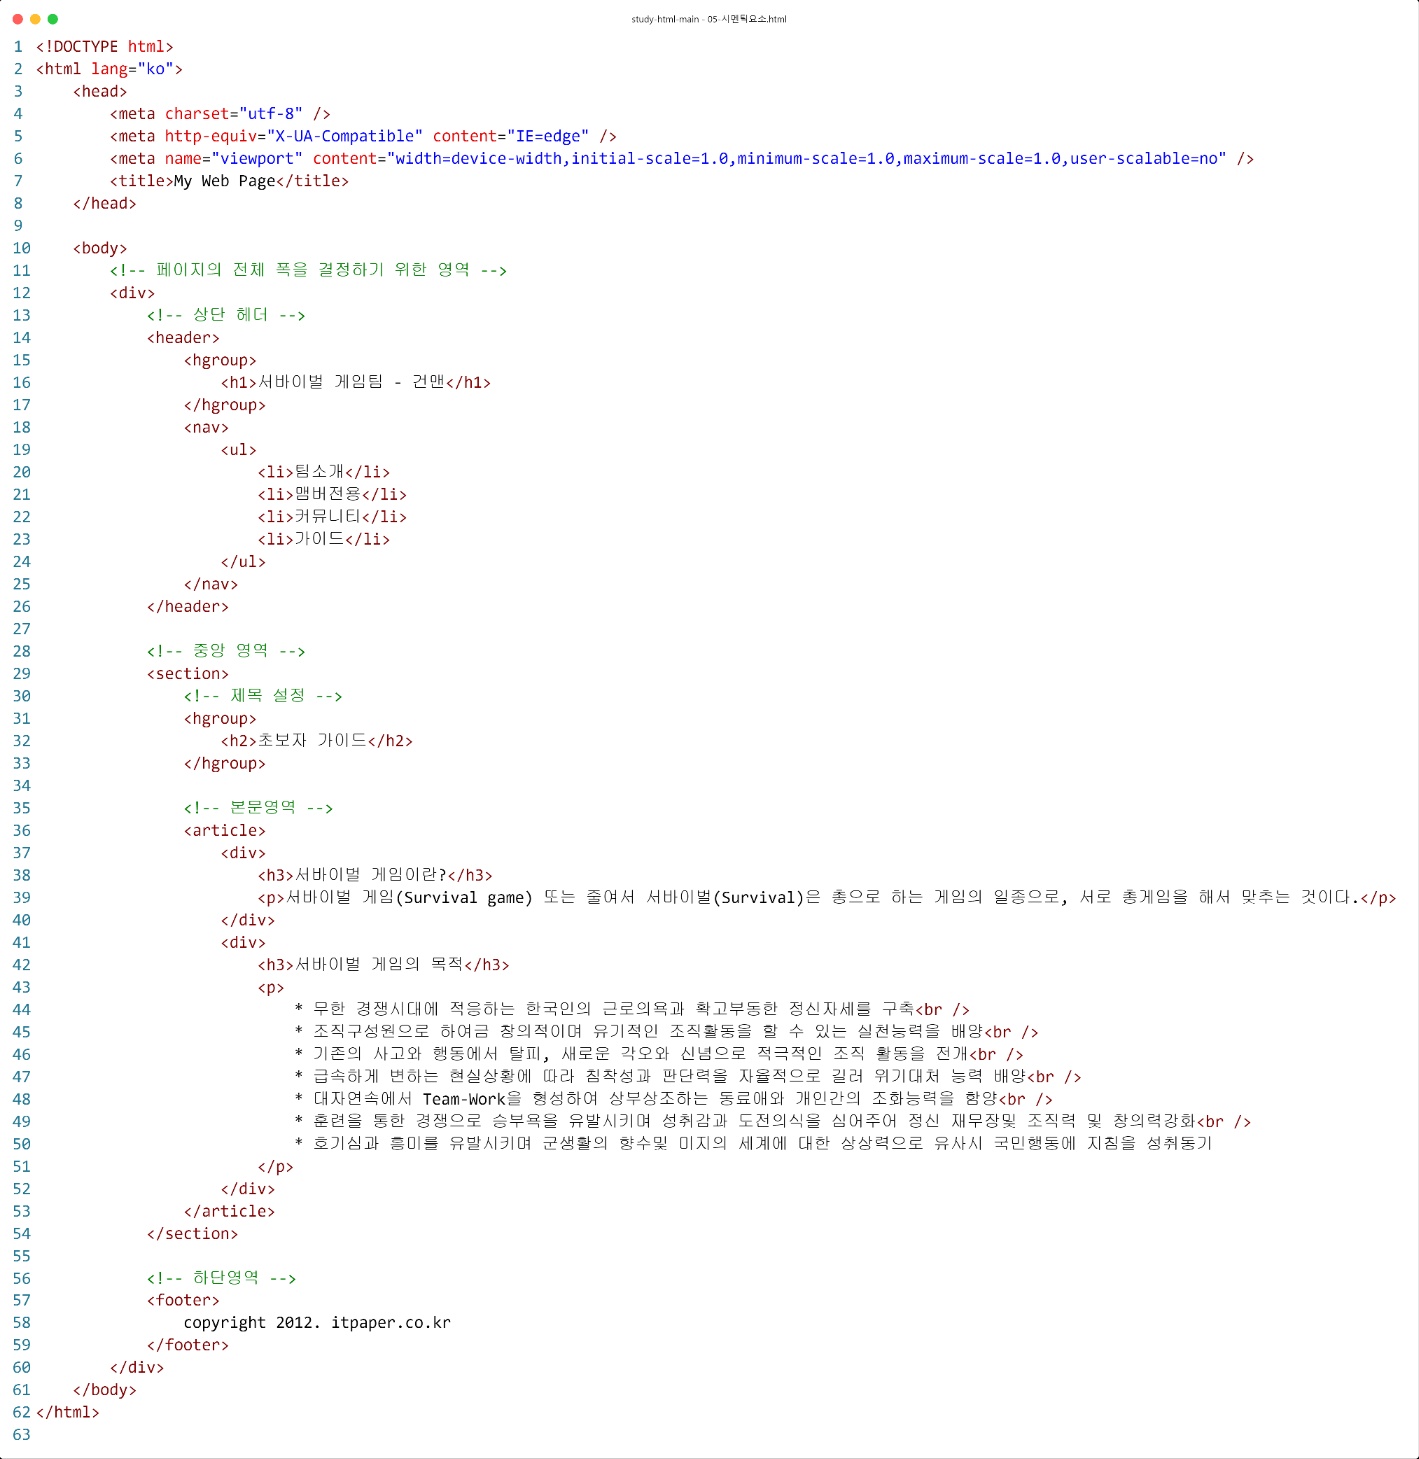 study-html-main - 05-시멘틱요소.html
1 <!DOCTYPE html>
2 <html lang="ko">
3 <head>
4 <meta charset="utf-8" />
5 <meta http-equiv="X-UA-Compatible" content="IE=edge" />
6 <meta name="viewport" content="width=device-width,initial-scale=1.0,minimum-scale=1.0,maximum-scale=1.0,user-scalable=no" />
7 <title>My Web Page</title>
8 </head>
9
10 <body>
11 <!-- 페이지의 전체 폭을 결정하기 위한 영역 -->
12 <div>
13 <!-- 상단 헤더 -->
14 <header>
15 <hgroup>
16 <h1>서바이벌 게임팀 - 건맨</h1>
17 </hgroup>
18 <nav>
19 <ul>
20 <li>팀소개</li>
21 <li>맴버전용</li>
22 <li>커뮤니티</li>
23 <li>가이드</li>
24 </ul>
25 </nav>
26 </header>
27
28 <!-- 중앙 영역 -->
29 <section>
30 <!-- 제목 설정 -->
31 <hgroup>
32 <h2>초보자 가이드</h2>
33 </hgroup>
34
35 <!-- 본문영역 -->
36 <article>
37 <div>
38 <h3>서바이벌 게임이란?</h3>
39 <p>서바이벌 게임(Survival game) 또는 줄여서 서바이벌(Survival)은 총으로 하는 게임의 일종으로, 서로 총게임을 해서 맞추는 것이다.</p>
40 </div>
41 <div>
42 <h3>서바이벌 게임의 목적</h3>
43 <p>
44 * 무한 경쟁시대에 적응하는 한국인의 근로의욕과 확고부동한 정신자세를 구축<br />
45 * 조직구성원으로 하여금 창의적이며 유기적인 조직활동을 할 수 있는 실천능력을 배양<br />
46 * 기존의 사고와 행동에서 탈피, 새로운 각오와 신념으로 적극적인 조직 활동을 전개<br />
47 * 급속하게 변하는 현실상황에 따라 침착성과 판단력을 자율적으로 길러 위기대처 능력 배양<br />
48 * 대자연속에서 Team-Work을 형성하여 상부상조하는 동료애와 개인간의 조화능력을 함양<br />
49 * 훈련을 통한 경쟁으로 승부욕을 유발시키며 성취감과 도전의식을 심어주어 정신 재무장및 조직력 및 창의력강화<br />
50 * 호기심과 흥미를 유발시키며 군생활의 향수및 미지의 세계에 대한 상상력으로 유사시 국민행동에 지침을 성취동기
51 </p>
52 </div>
53 </article>
54 </section>
55
56 <!-- 하단영역 -->
57 <footer>
58 copyright 2012. itpaper.co.kr
59 </footer>
60 </div>
61 </body>
62 </html>
63